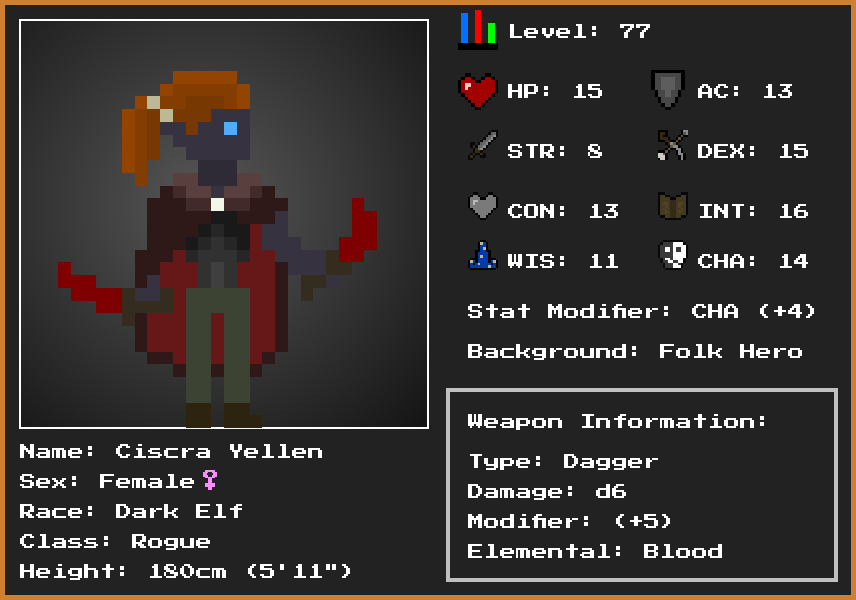 Level: 77
HP: 15 AC: 13
STR: 8 DEX: 15
CON: 13 INT: 16
WIS: 11 CHA: 14
Stat Modifier: CHA (+4)
Background: Folk Hero
Weapon Information:
Type: Dagger
Damage: d6
Modifier: (+5)
Elemental: Blood
Name: Ciscra Yellen
Sex: Female♀
Race: Dark Elf
Class: Rogue
Height: 180cm (5'11")